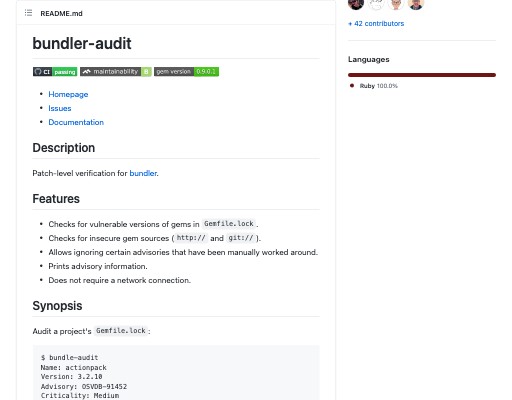 README.md
bundler-audit
CI passing maintainability B gem version 0.9.0.1
Homepage
Issues
Documentation
Description
Patch-level verification for bundler.
Features
Checks for vulnerable versions of gems in Gemfile.lock.
Checks for insecure gem sources (http:// and git://).
Allows ignoring certain advisories that have been manually worked around.
Prints advisory information.
Does not require a network connection.
Synopsis
Audit a project's Gemfile.lock:
$ bundle-audit
Name: actionpack
Version: 3.2.10
Advisory: OSVDB-91452
Criticality: Medium
+ 42 contributors
Languages
Ruby 100.0%